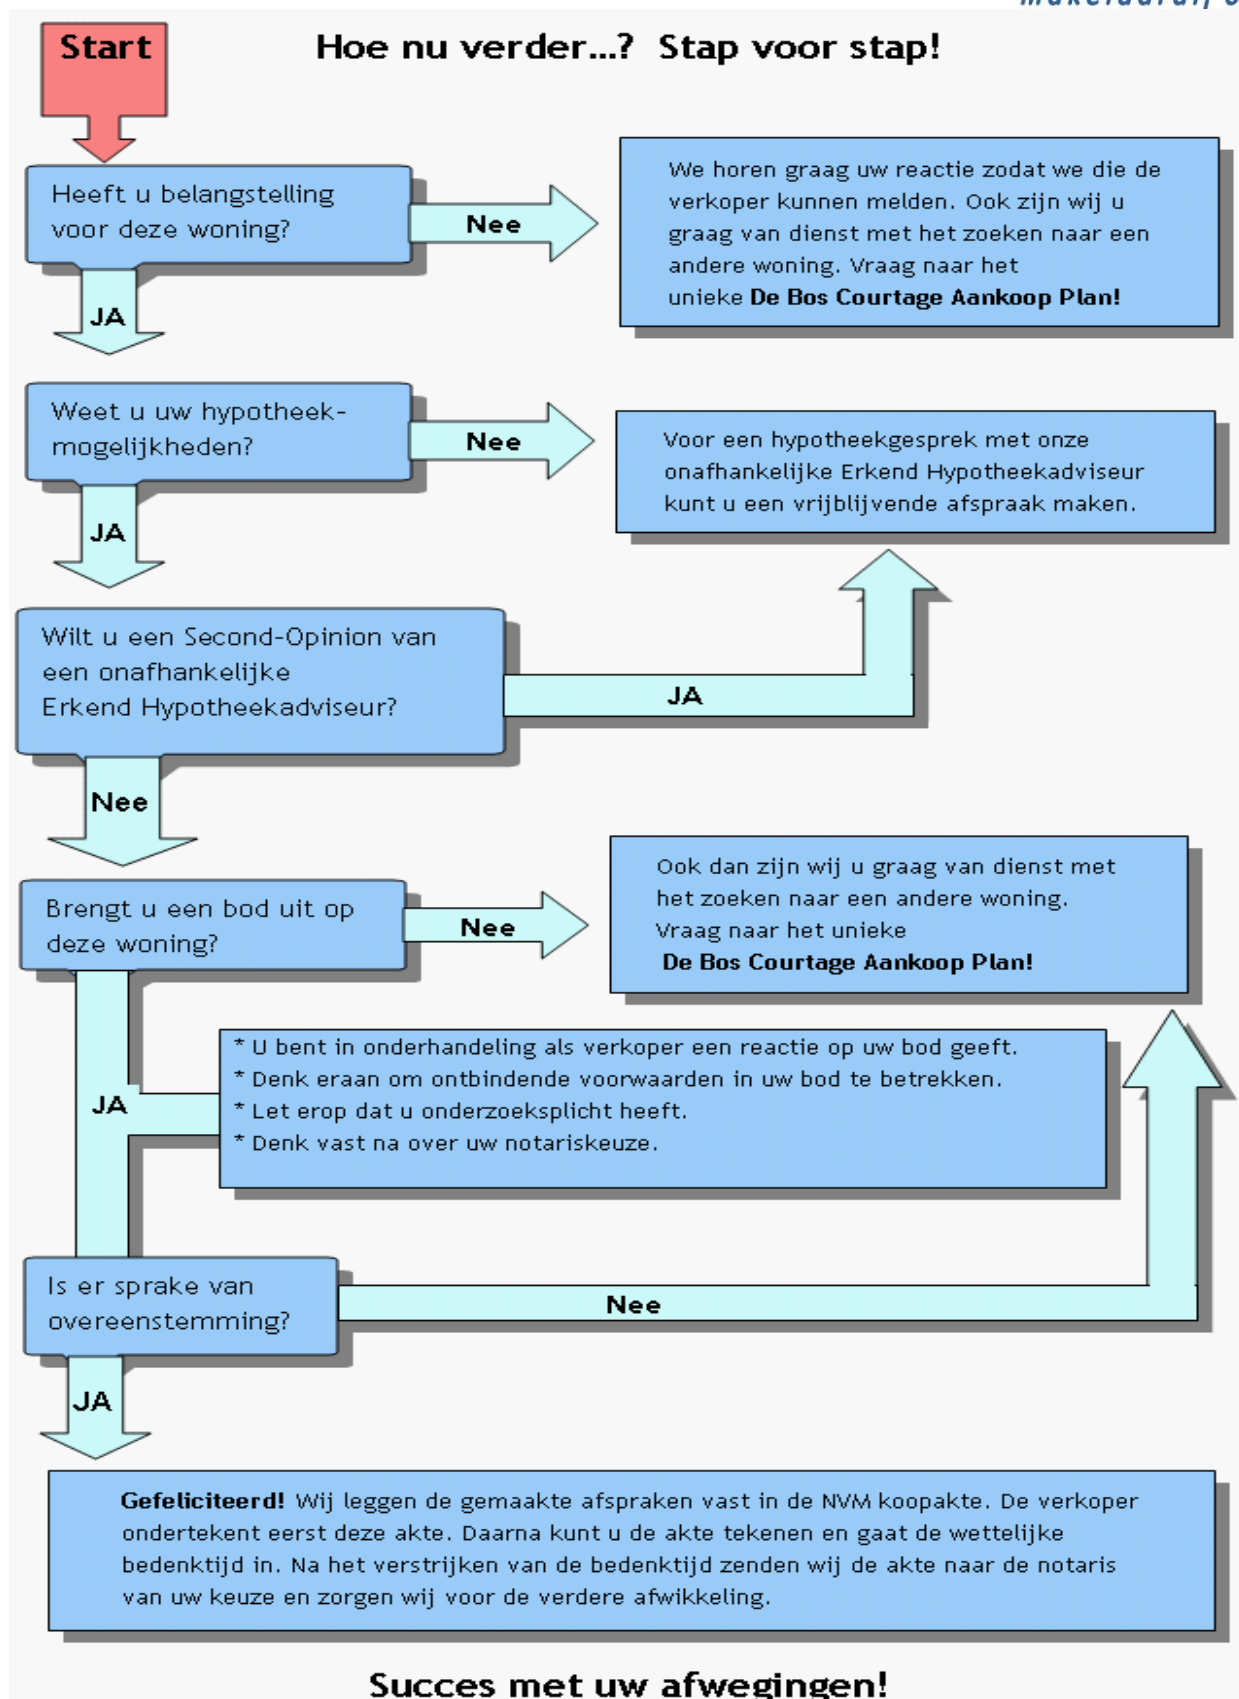 Start
Hoe nu verder...? Stap voor stap!
Heeft u belangstelling
voor deze woning?
Nee
We horen graag uw reactie zodat we die de
verkoper kunnen melden. Ook zijn wij u
graag van dienst met het zoeken naar een
andere woning. Vraag naar het
unieke De Bos Courtage Aankoop Plan!
JA
Weet u uw hypotheek-
mogelijkheden?
Nee
Voor een hypotheekgesprek met onze
onafhankelijke Erkend Hypotheekadviseur
kunt u een vrijblijvende afspraak maken.
JA
Wilt u een Second-Opinion van
een onafhankelijke
Erkend Hypotheekadviseur?
JA
Nee
Brengt u een bod uit op
deze woning?
Nee
Ook dan zijn wij u graag van dienst met
het zoeken naar een andere woning.
Vraag naar het unieke
De Bos Courtage Aankoop Plan!
JA
* U bent in onderhandeling als verkoper een reactie op uw bod geeft.
* Denk eraan om ontbindende voorwaarden in uw bod te betrekken.
* Let erop dat u onderzoeksplicht heeft.
* Denk vast na over uw notariskeuze.
Is er sprake van
overeenstemming?
Nee
JA
Gefeliciteerd! Wij leggen de gemaakte afspraken vast in de NVM koopakte. De verkoper
ondertekent eerst deze akte. Daarna kunt u de akte tekenen en gaat de wettelijke
bedenktijd in. Na het verstrijken van de bedenktijd zenden wij de akte naar de notaris
van uw keuze en zorgen wij voor de verdere afwikkeling.
Succes met uw afwegingen!